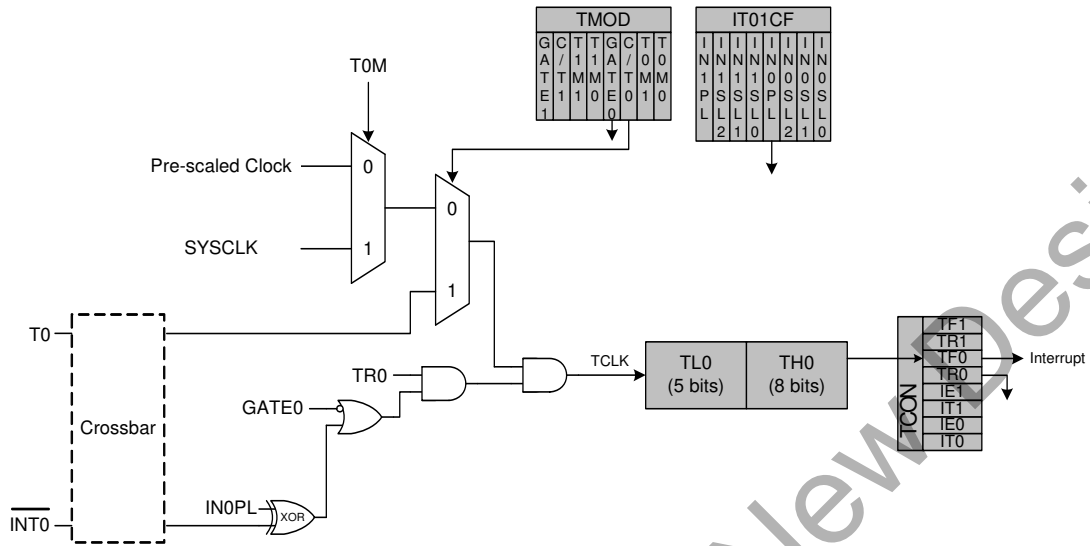 TMOD
GATE1
C/T1
T1M1
T1M0
GATE0
C/T0
T0M1
T0M0
IT01CF
IN1PL
IN1SL2
IN1SL1
IN1SL0
IN0PL
IN0SL2
IN0SL1
IN0SL0
T0M
Pre-scaled Clock
0
SYSCLK
1
0
1
T0
Crossbar
INT0
TR0
GATE0
IN0PL
XOR
TCLK
TL0
(5 bits)
TH0
(8 bits)
TCON
TF1
TR1
TF0
TR0
IE1
IT1
IE0
IT0
Interrupt
New Desi